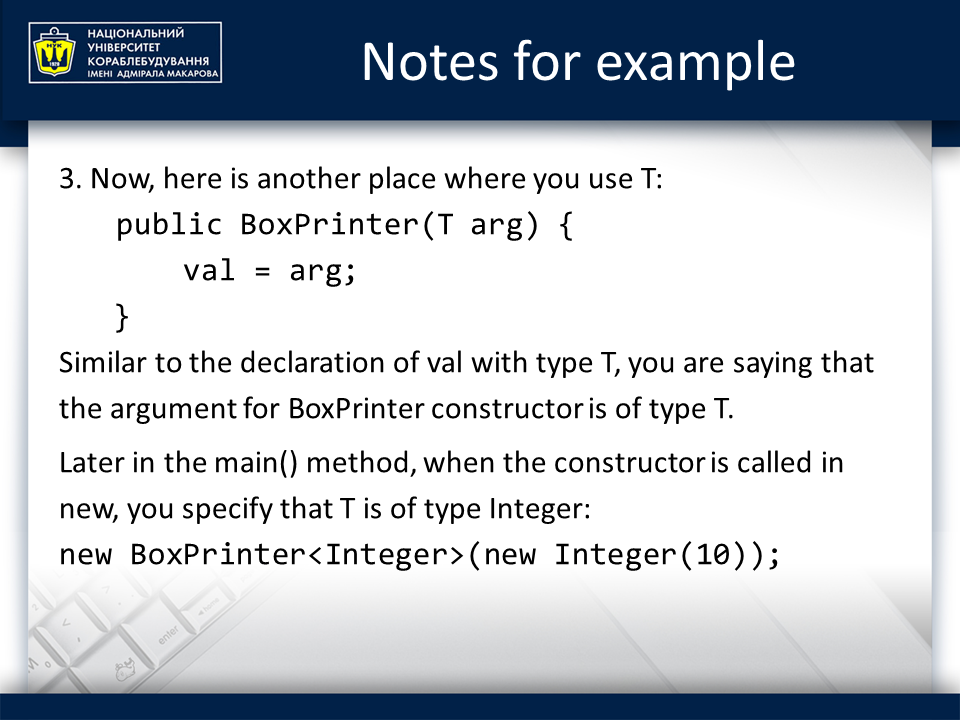 НАЦІОНАЛЬНИЙ
УНІВЕРСИТЕТ
КОРАБЛЕБУДУВАННЯ
ІМЕНІ АДМІРАЛА МАКАРОВА
НУК
1920
Notes for example
3. Now, here is another place where you use T:
public BoxPrinter(T arg) {
val = arg;
}
Similar to the declaration of val with type T, you are saying that
the argument for BoxPrinter constructor is of type T.
Later in the main() method, when the constructor is called in
new, you specify that T is of type Integer:
new BoxPrinter<Integer>(new Integer(10));
enter